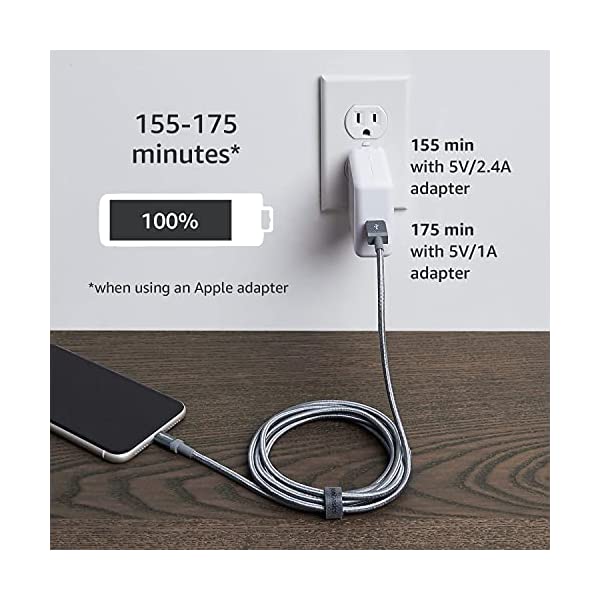 155-175
minutes*
100%
*when using an Apple adapter
155 min
with 5V/2.4A
adapter
175 min
with 5V/1A
adapter